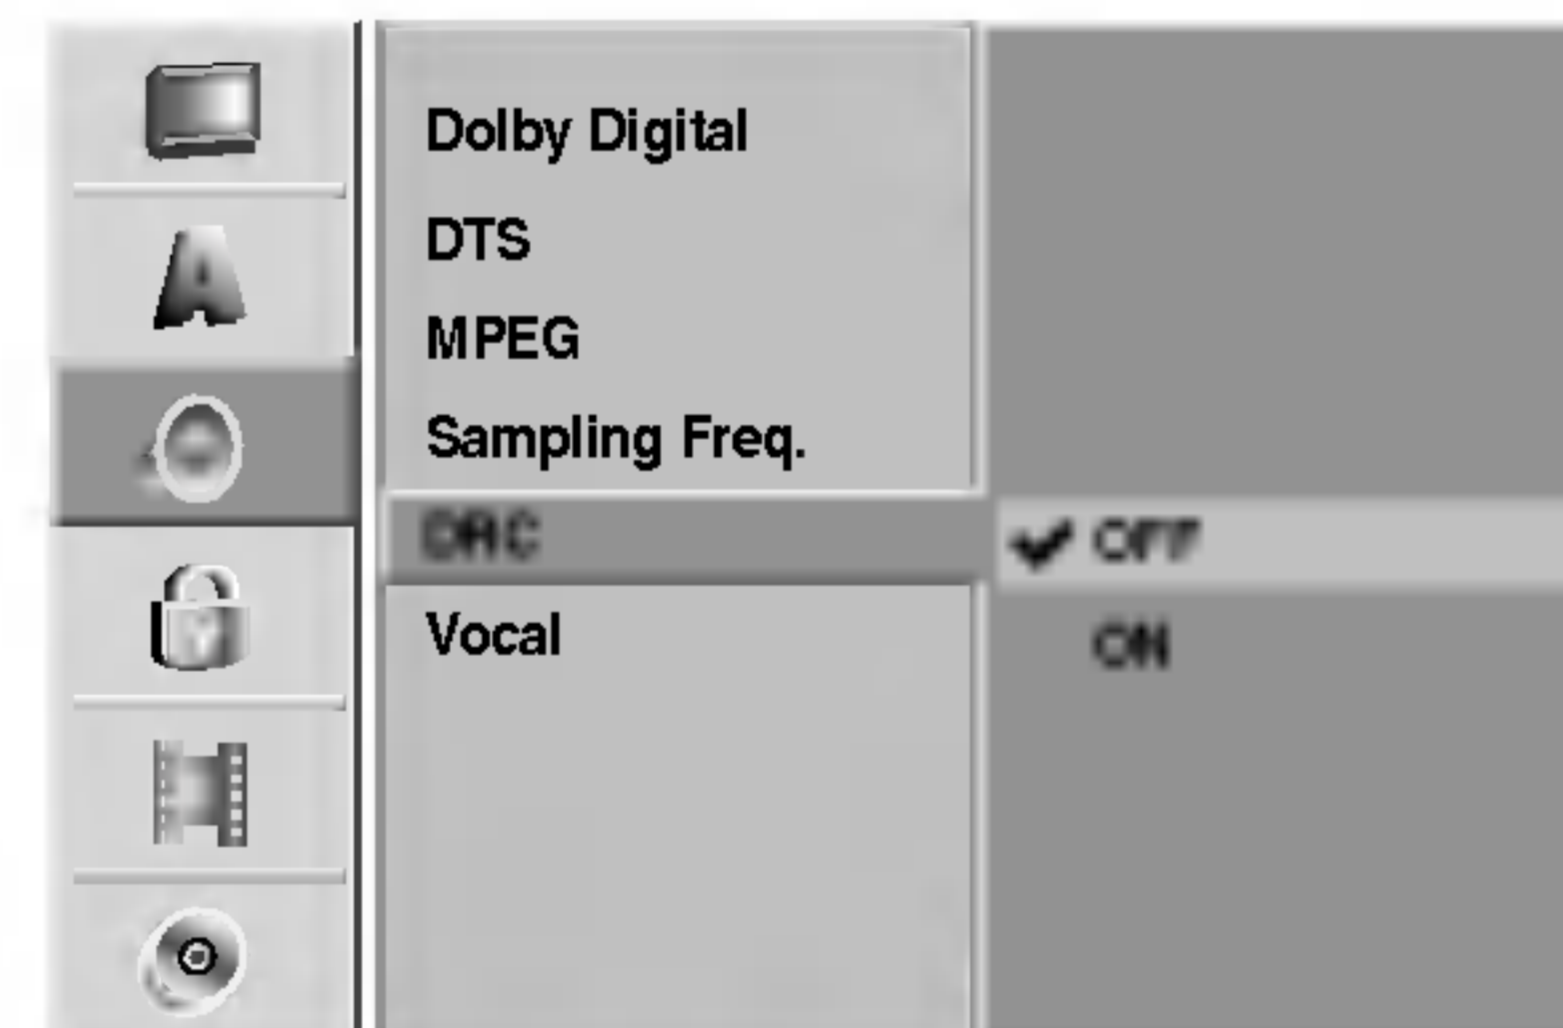 A
Dolby Digital
DTS
MPEG
Sampling Freq.
DRC
OFF
ON
Vocal